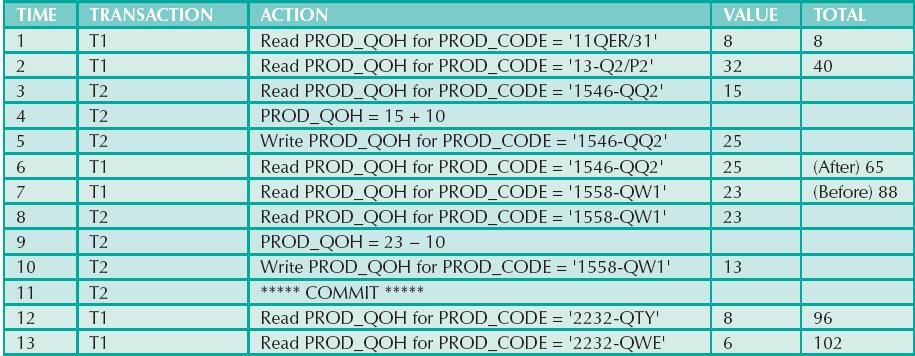 TIME TRANSACTION ACTION VALUE TOTAL
1 T1 Read PROD_QOH for PROD_CODE = '11QER/31' 8 8
2 T1 Read PROD_QOH for PROD_CODE = '13-Q2/P2' 32 40
3 T2 Read PROD_QOH for PROD_CODE = '1546-QQ2' 15
4 T2 PROD_QOH = 15 + 10
5 T2 Write PROD_QOH for PROD_CODE = '1546-QQ2' 25
6 T1 Read PROD_QOH for PROD_CODE = '1546-QQ2' 25 (After) 65
7 T1 Read PROD_QOH for PROD_CODE = '1558-QW1' 23 (Before) 88
8 T2 Read PROD_QOH for PROD_CODE = '1558-QW1' 23
9 T2 PROD_QOH = 23 – 10
10 T2 Write PROD_QOH for PROD_CODE = '1558-QW1' 13
11 T2 ***** COMMIT *****
12 T1 Read PROD_QOH for PROD_CODE = '2232-QTY' 8 96
13 T1 Read PROD_QOH for PROD_CODE = '2232-QWE' 6 102